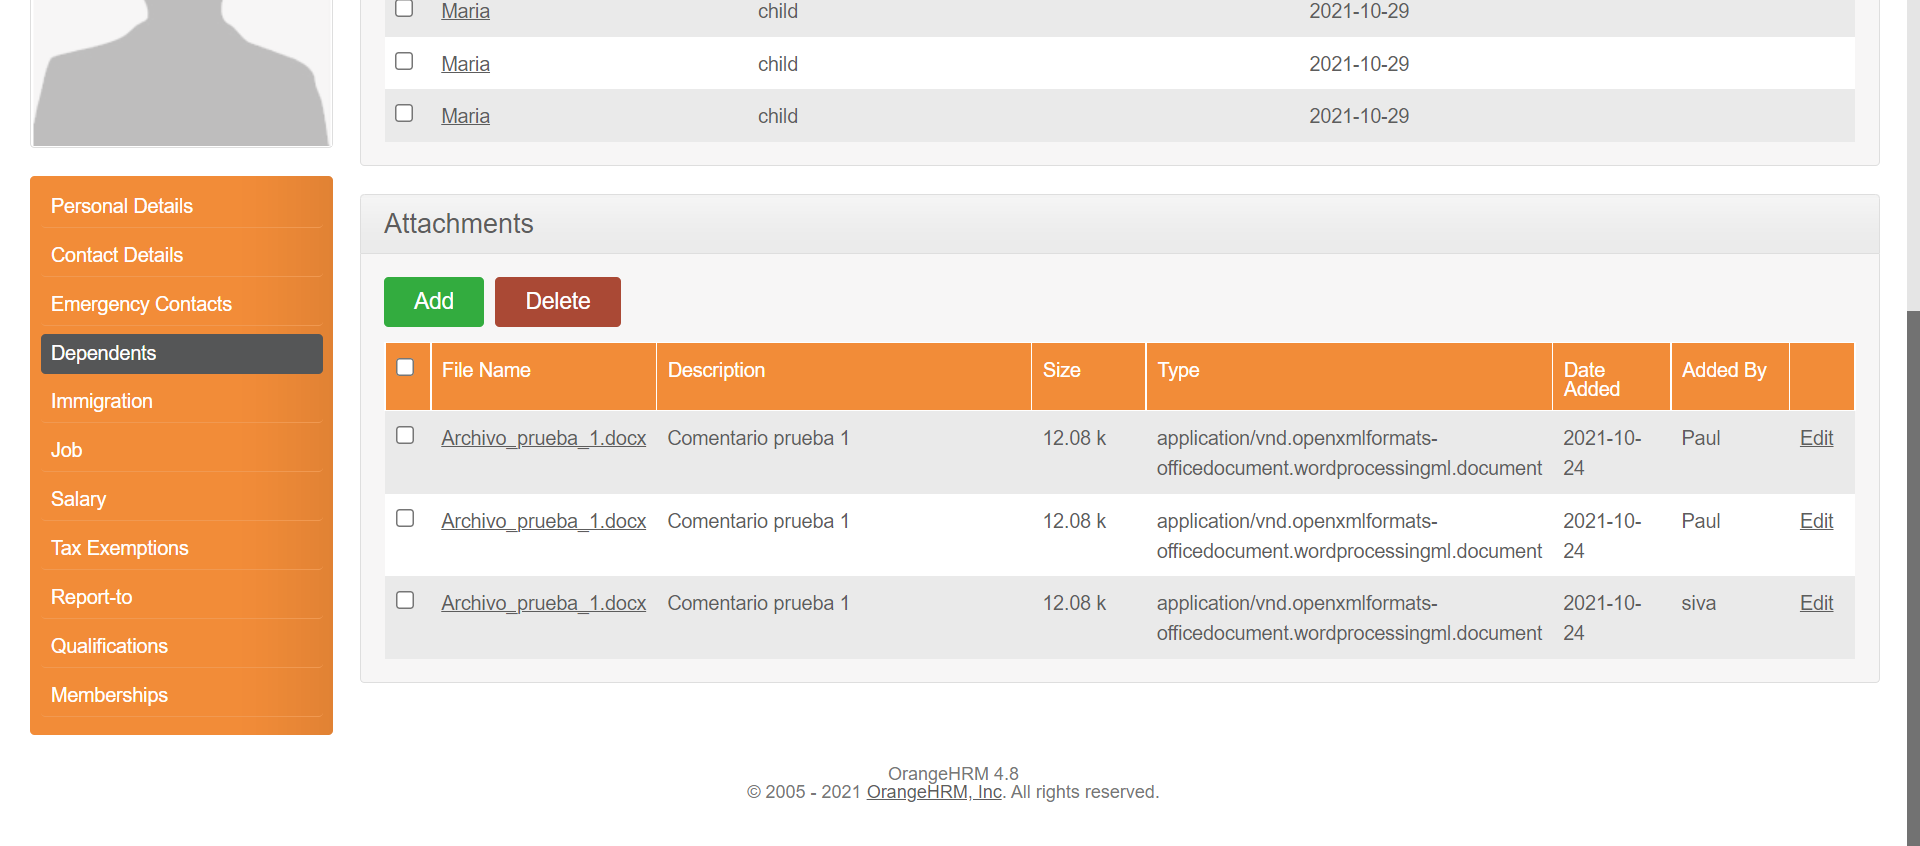 Maria child 2021-10-29
Maria child 2021-10-29
Maria child 2021-10-29
Personal Details
Contact Details
Emergency Contacts
Dependents
Immigration
Job
Salary
Tax Exemptions
Report-to
Qualifications
Memberships
Attachments
Add Delete
File Name Description Size Type Date Added Added By
Archivo_prueba_1.docx Comentario prueba 1 12.08 k application/vnd.openxmlformats-officedocument.wordprocessingml.document 2021-10-24 Paul Edit
Archivo_prueba_1.docx Comentario prueba 1 12.08 k application/vnd.openxmlformats-officedocument.wordprocessingml.document 2021-10-24 Paul Edit
Archivo_prueba_1.docx Comentario prueba 1 12.08 k application/vnd.openxmlformats-officedocument.wordprocessingml.document 2021-10-24 siva Edit
OrangeHRM 4.8
© 2005 - 2021 OrangeHRM, Inc. All rights reserved.